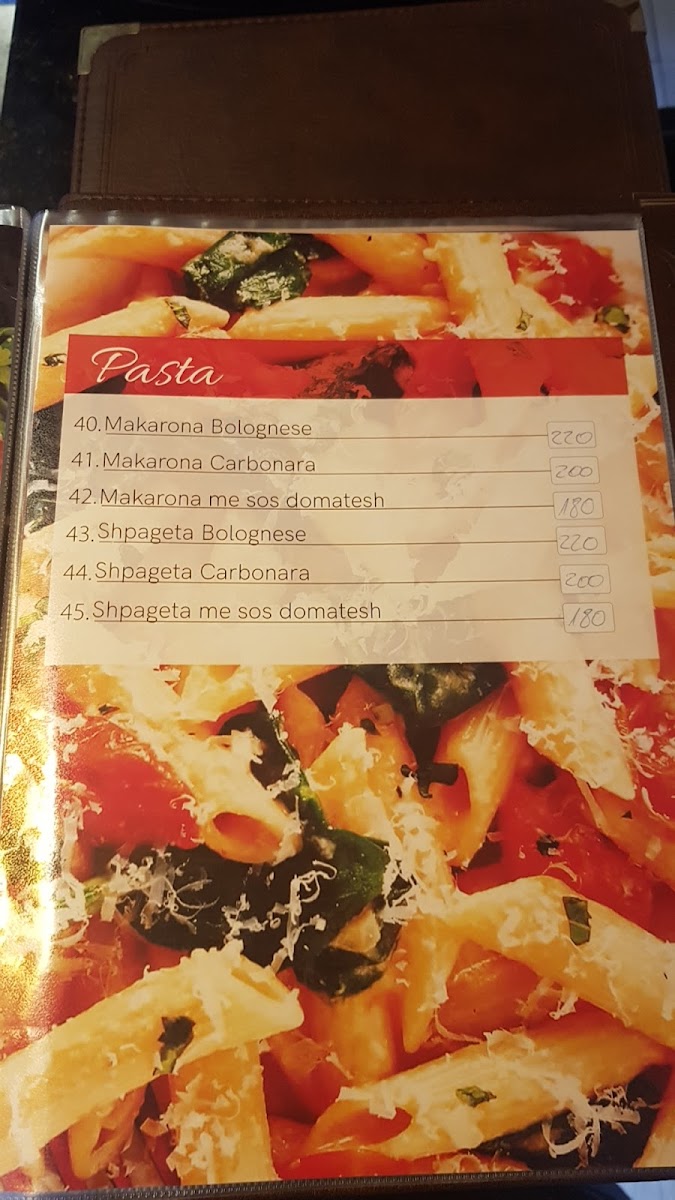 Pasta
40. Makarona Bolognese 220
41. Makarona Carbonara 200
42. Makarona me sos domatesh 180
43. Shpageta Bolognese 220
44. Shpageta Carbonara 200
45. Shpageta me sos domatesh 180